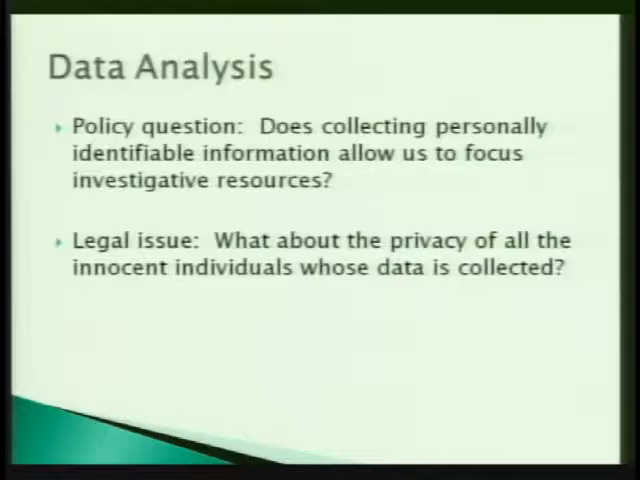 Data Analysis
Policy question: Does collecting personally
identifiable information allow us to focus
investigative resources?
Legal issue: What about the privacy of all the
innocent individuals whose data is collected?